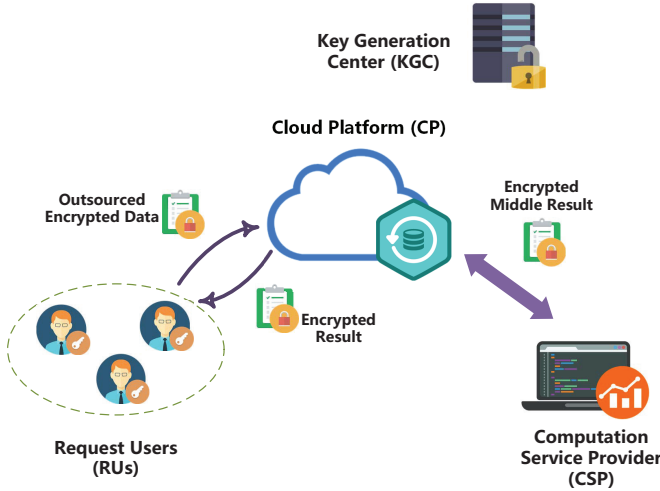 Key Generation
Center (KGC)
Cloud Platform (CP)
Outsourced
Encrypted Data
Encrypted
Middle Result
Encrypted
Result
Request Users
(RUs)
Computation
Service Provider
(CSP)